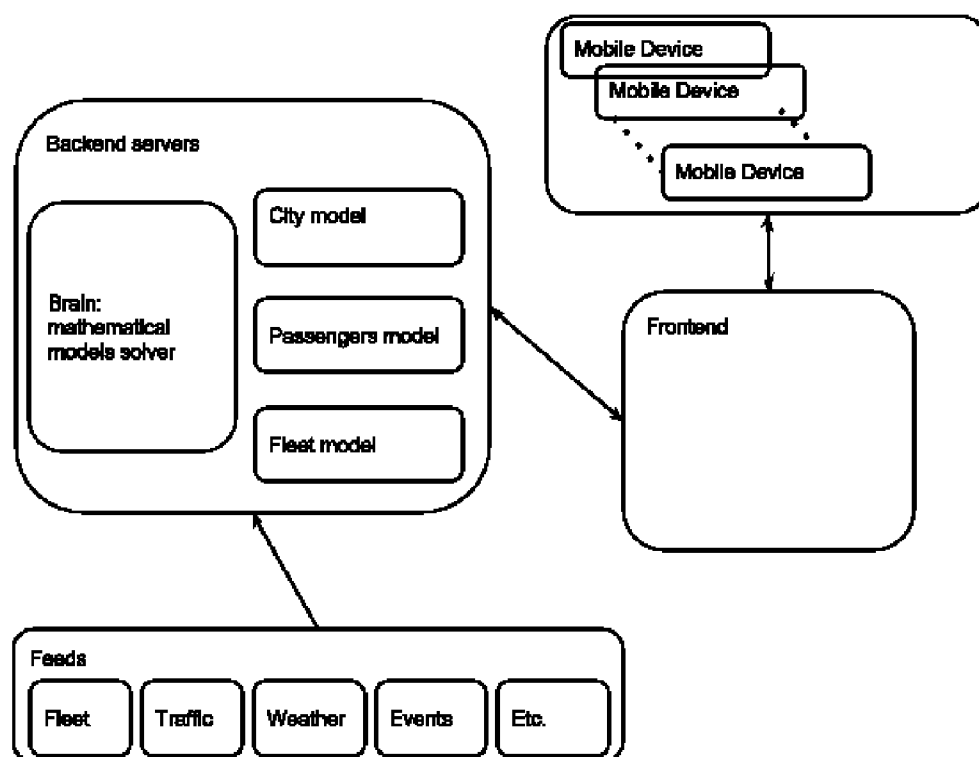 Mobile Device
Mobile Device
Mobile Device
Backend servers
City model
Brain:
mathematical
models solver
Passengers model
Fleet model
Frontend
Feeds
Fleet
Traffic
Weather
Events
Etc.